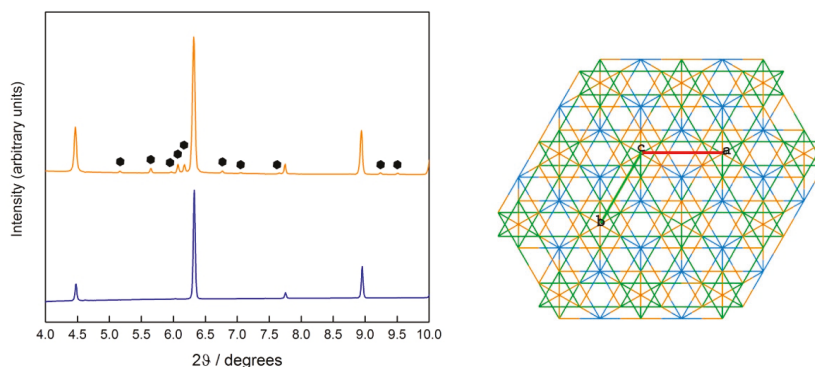 Intensity (arbitrary units)
4.0 4.5 5.0 5.5 6.0 6.5 7.0 7.5 8.0 8.5 9.0 9.5 10.0
2ϑ / degrees
c a
b